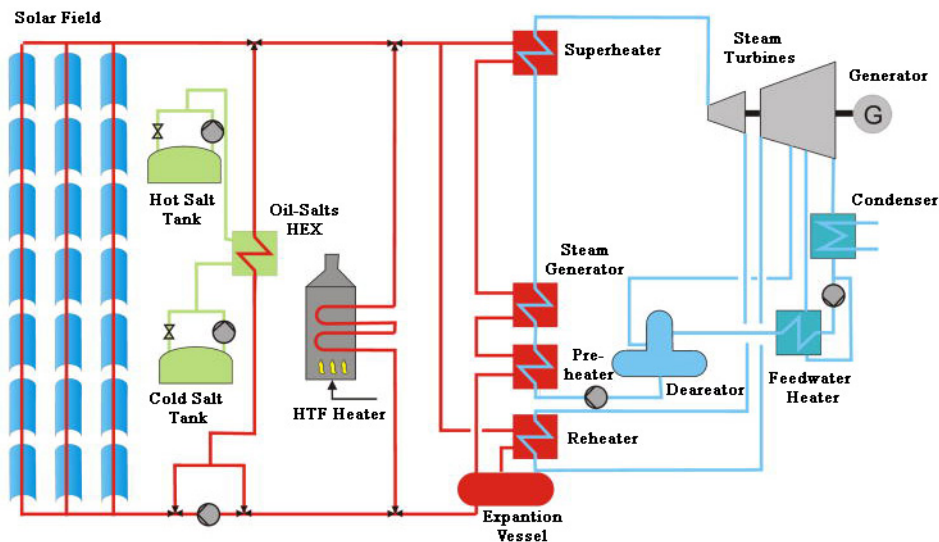 Solar Field
Superheater
Steam
Turbines
Generator
G
Hot Salt
Tank
Oil-Salts
HEX
Condenser
Steam
Generator
Pre-
heater
Deareator
Feedwater
Heater
Cold Salt
Tank
HTF Heater
Reheater
Expantion
Vessel